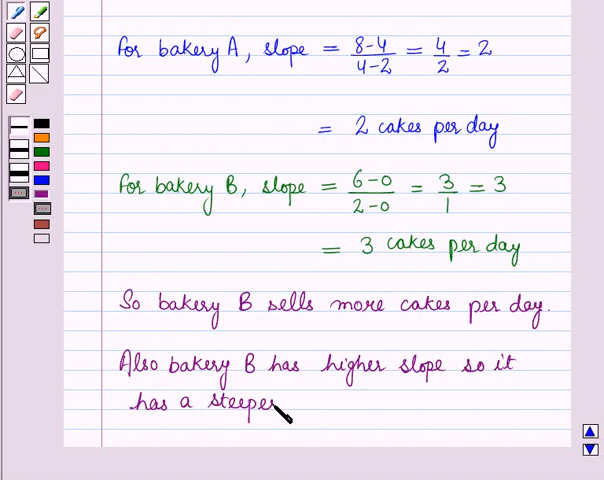 For bakery A, slope = 8-4/4-2 = 4/2 = 2
= 2 cakes per day
For bakery B, slope = 6-0/2-0 = 3/1 = 3
= 3 cakes per day
So bakery B sells more cakes per day.
Also bakery B has higher slope so it
has a steeper